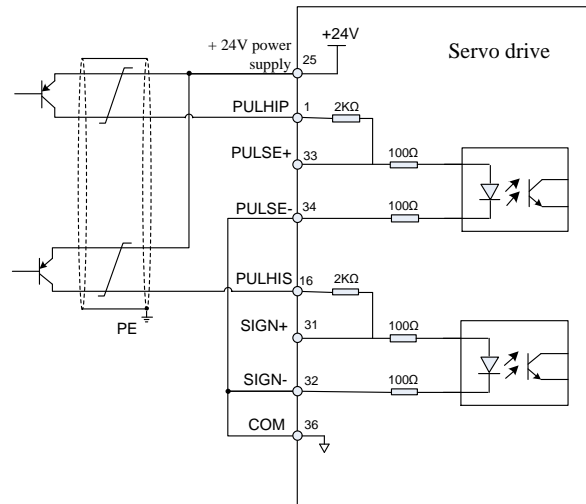 +24V
Servo drive
+ 24V power
supply
25
PULHIP
1
2KΩ
PULSE+
33
100Ω
PULSE-
34
100Ω
PULHIS
16
2KΩ
SIGN+
31
100Ω
PE
SIGN-
32
100Ω
COM
36